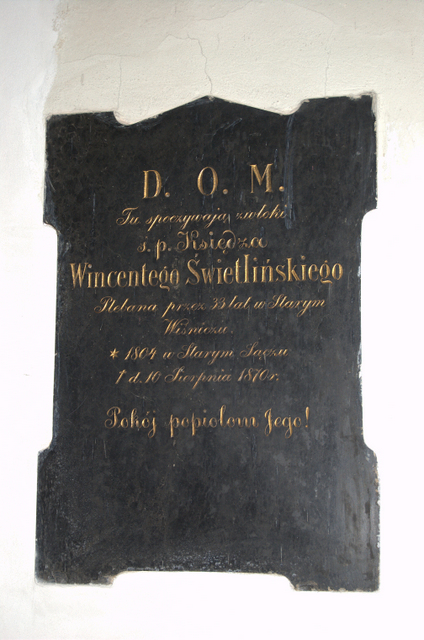 D. O. M.
Tu spoczywają zwłoki
ś. p. Księdza
Wincentego Świetlińskiego
Plebana przez 33 lat w Starym
Wiśniczu.
* 1804 w Starym Sączu
† d. 10 Sierpnia 1876 r.
Pokój popiołom Jego!